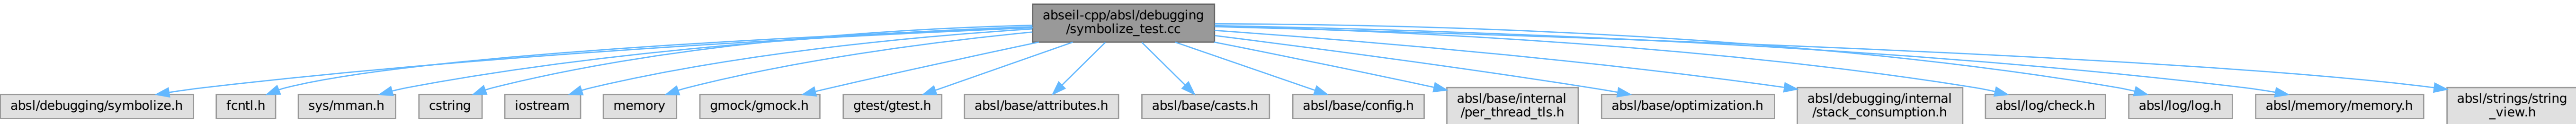 abseil-cpp/absl/debugging
/symbolize_test.cc
absl/debugging/symbolize.h
fcntl.h
sys/mman.h
cstring
iostream
memory
gmock/gmock.h
gtest/gtest.h
absl/base/attributes.h
absl/base/casts.h
absl/base/config.h
absl/base/internal
/per_thread_tls.h
absl/base/optimization.h
absl/debugging/internal
/stack_consumption.h
absl/log/check.h
absl/log/log.h
absl/memory/memory.h
absl/strings/string
_view.h